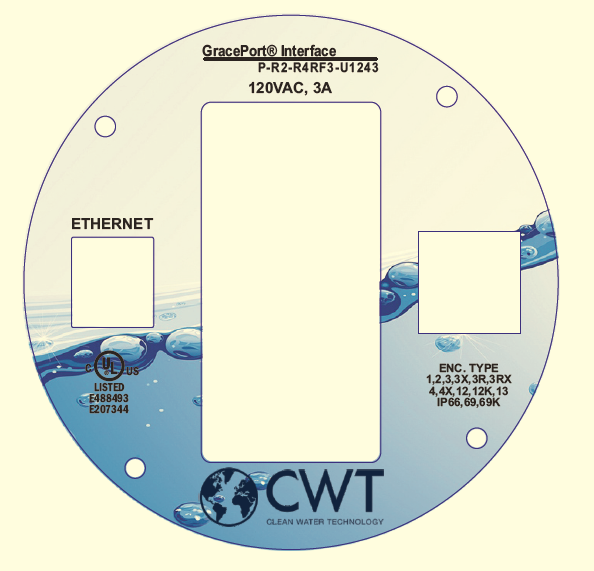 GracePort® Interface
P-R2-R4RF3-U1243
120VAC, 3A
ETHERNET
C UL ® US
LISTED
E488493
E207344
ENC. TYPE
1,2,3,3X,3R,3RX
4,4X,12,12K,13
IP66,69,69K
CWT
CLEAN WATER TECHNOLOGY